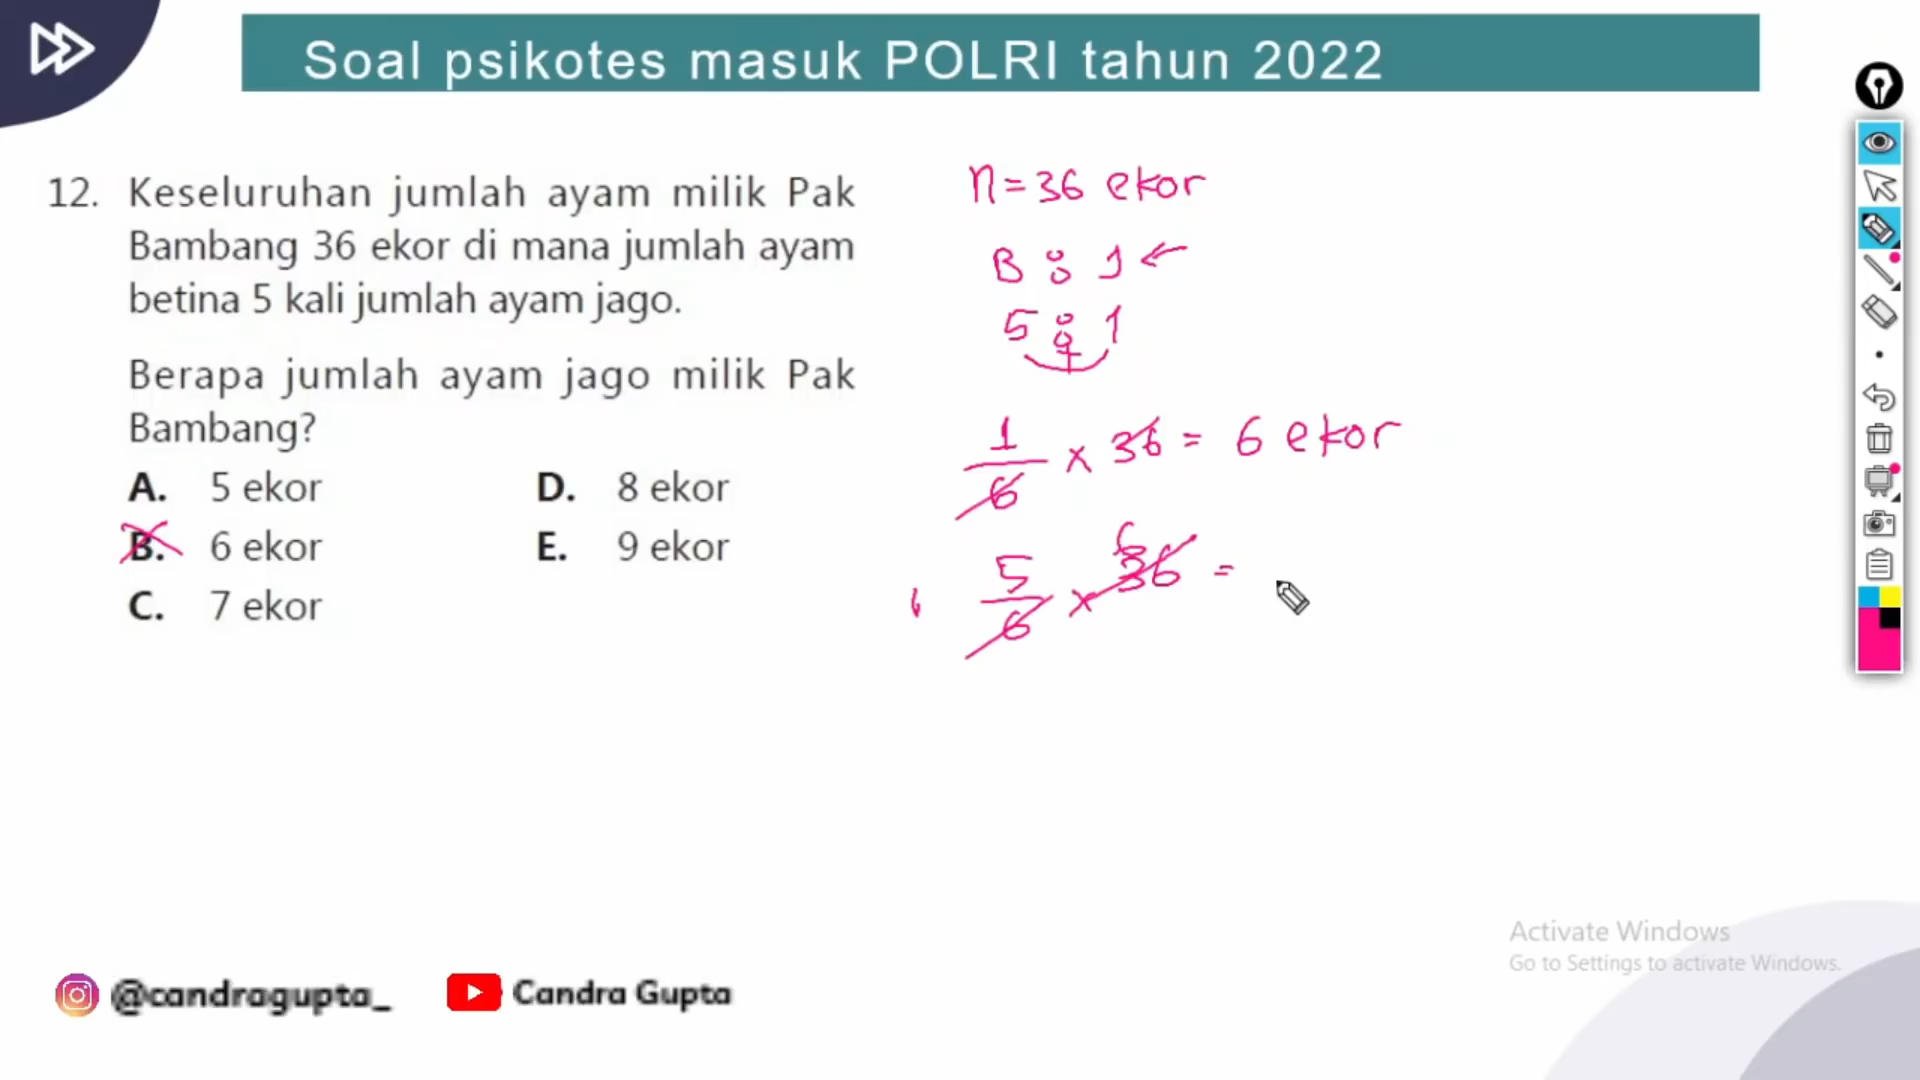 Soal psikotes masuk POLRI tahun 2022
12. Keseluruhan jumlah ayam milik Pak
Bambang 36 ekor di mana jumlah ayam
betina 5 kali jumlah ayam jago.
Berapa jumlah ayam jago milik Pak
Bambang?
A. 5 ekor
B. 6 ekor
C. 7 ekor
D. 8 ekor
E. 9 ekor
n = 36 ekor
B : J
5 : 1
+
1/6 x 36 = 6 ekor
6
5/6 x 36 =
Activate Windows
Go to Settings to activate Windows.
@candragupta_
Candra Gupta